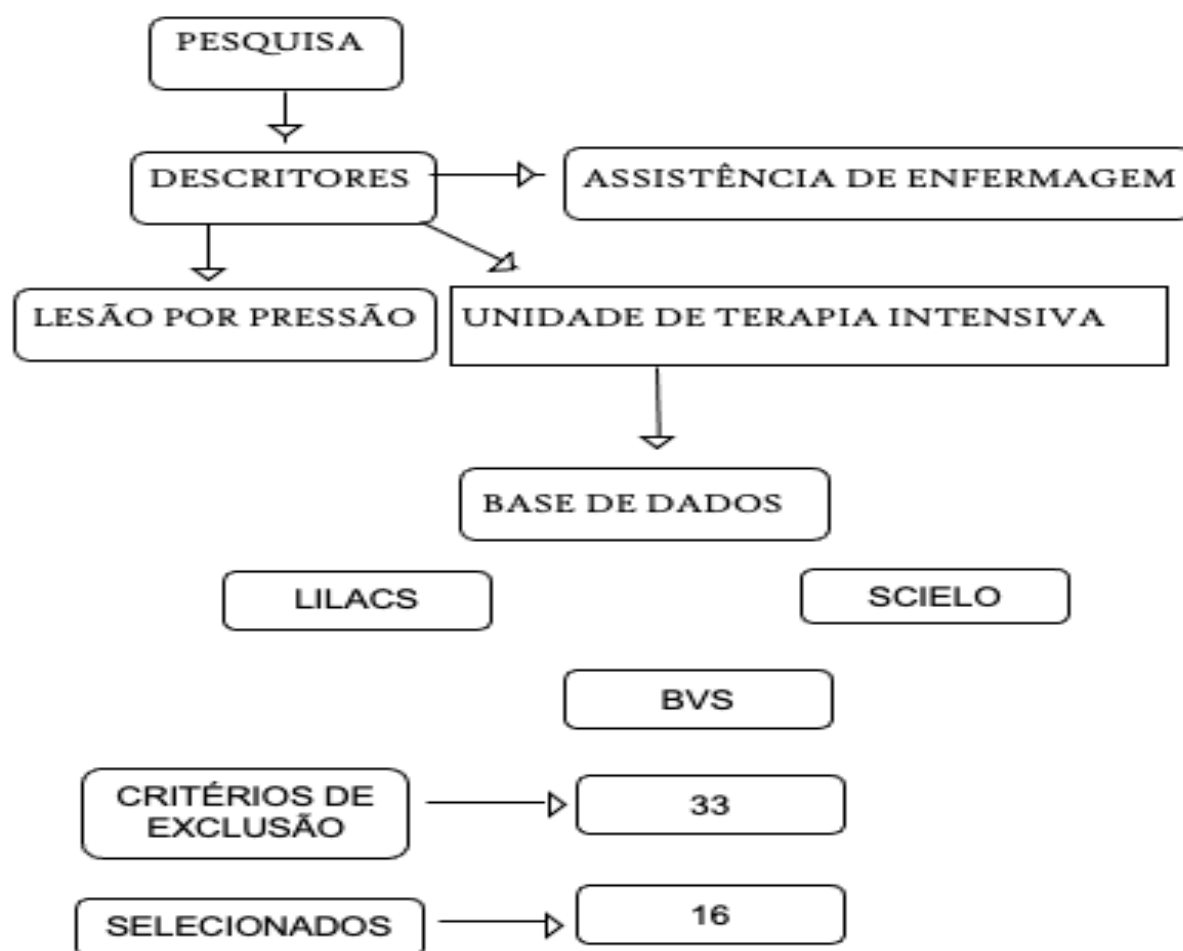 PESQUISA
DESCRITORES
ASSISTÊNCIA DE ENFERMAGEM
LESÃO POR PRESSÃO
UNIDADE DE TERAPIA INTENSIVA
BASE DE DADOS
LILACS
SCIELO
BVS
CRITÉRIOS DE
EXCLUSÃO
33
SELECIONADOS
16